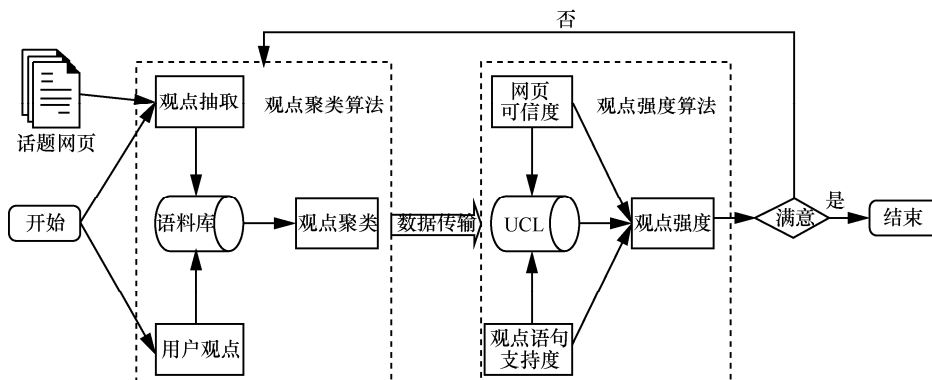 否
观点抽取
观点聚类算法
话题网页
网页
可信度
观点强度算法
开始
语料库
观点聚类
数据传输
UCL
观点强度
满意
是
结束
用户观点
观点语句
支持度